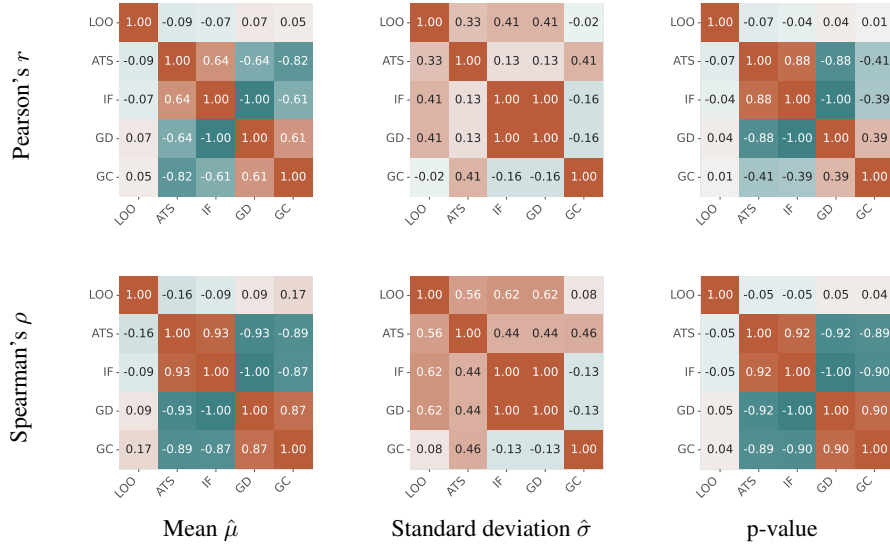 Pearson's r
LOO 1.00 -0.09 -0.07 0.07 0.05
ATS -0.09 1.00 0.64 -0.64 -0.82
IF -0.07 0.64 1.00 -1.00 -0.61
GD 0.07 -0.64 -1.00 1.00 0.61
GC 0.05 -0.82 -0.61 0.61 1.00
LOO ATS IF GD GC
LOO 1.00 0.33 0.41 0.41 -0.02
ATS 0.33 1.00 0.13 0.13 0.41
IF 0.41 0.13 1.00 1.00 -0.16
GD 0.41 0.13 1.00 1.00 -0.16
GC -0.02 0.41 -0.16 -0.16 1.00
LOO ATS IF GD GC
LOO 1.00 -0.07 -0.04 0.04 0.01
ATS -0.07 1.00 0.88 -0.88 -0.41
IF -0.04 0.88 1.00 -1.00 -0.39
GD 0.04 -0.88 -1.00 1.00 0.39
GC 0.01 -0.41 -0.39 0.39 1.00
LOO ATS IF GD GC
Spearman's ρ
LOO 1.00 -0.16 -0.09 0.09 0.17
ATS -0.16 1.00 0.93 -0.93 -0.89
IF -0.09 0.93 1.00 -1.00 -0.87
GD 0.09 -0.93 -1.00 1.00 0.87
GC 0.17 -0.89 -0.87 0.87 1.00
LOO ATS IF GD GC
Mean μ̂
LOO 1.00 0.56 0.62 0.62 0.08
ATS 0.56 1.00 0.44 0.44 0.46
IF 0.62 0.44 1.00 1.00 -0.13
GD 0.62 0.44 1.00 1.00 -0.13
GC 0.08 0.46 -0.13 -0.13 1.00
LOO ATS IF GD GC
Standard deviation σ̂
LOO 1.00 -0.05 -0.04 0.05 0.04
ATS -0.05 1.00 0.92 -0.92 -0.89
IF -0.05 0.92 1.00 -1.00 -0.90
GD 0.05 -0.92 -1.00 1.00 0.90
GC 0.04 -0.89 -0.90 0.90 1.00
LOO ATS IF GD GC
p-value